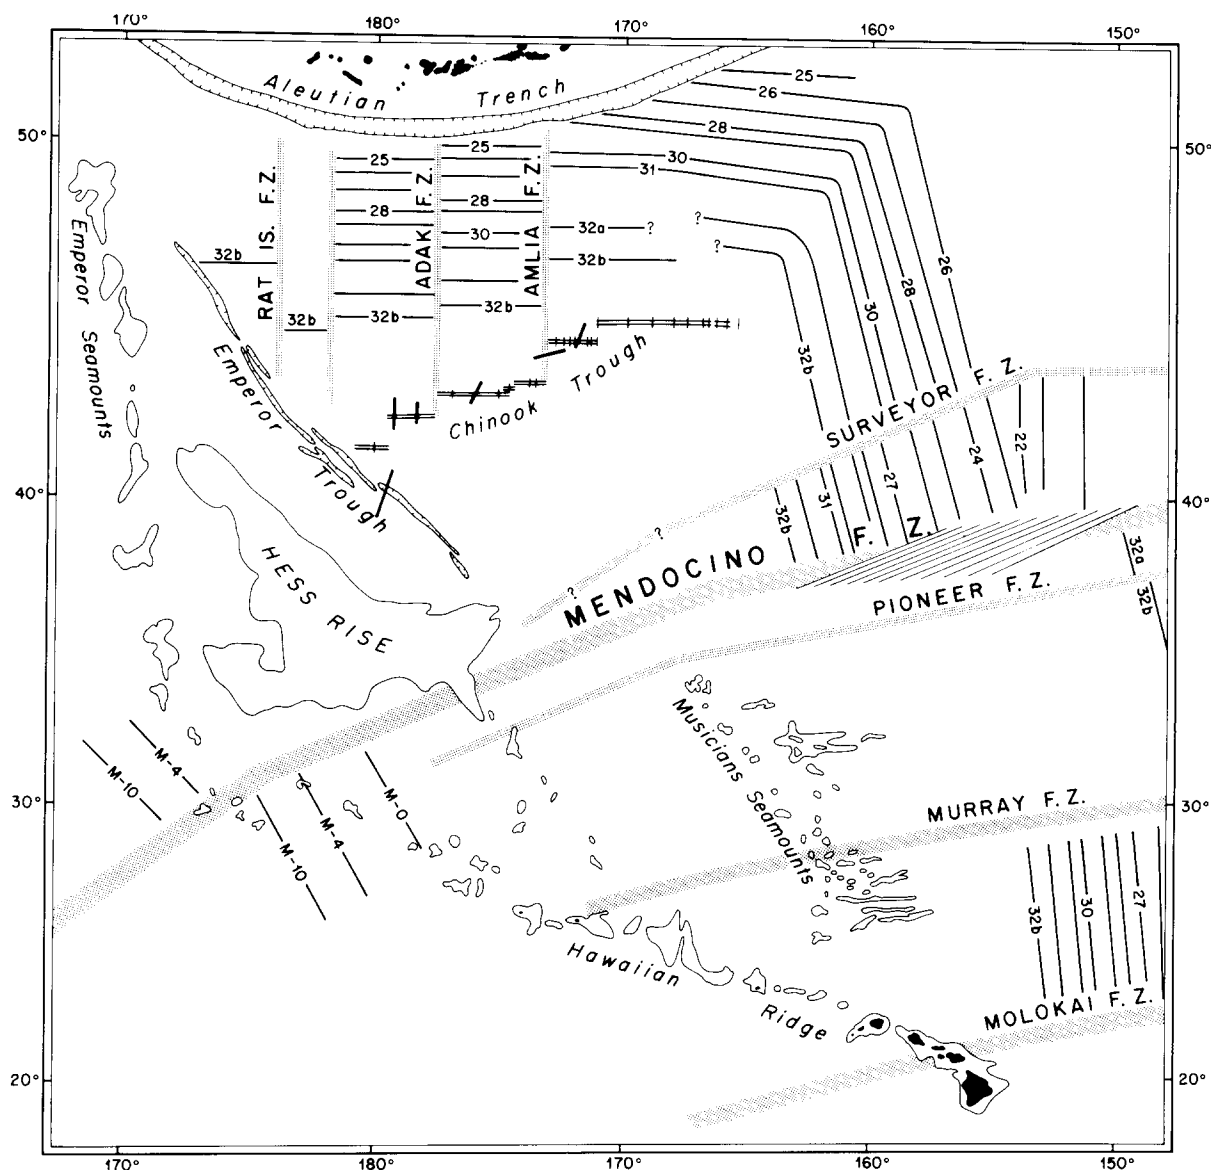 170° 180° 170° 160° 150°
Aleutian Trench
50° 50°
25
26
28
30
31
25 25
28 28
30
32a ? ?
32b 32b ?
32b 32b 32b
RAT IS. F. Z.
ADAK F. Z.
AMLIA F. Z.
26
28
30
32b
Emperor Seamounts
Emperor Trough
Chinook Trough
SURVEYOR F. Z.
22
24
27
31
32b
40° 40°
? ?
MENDOCINO F. Z.
PIONEER F. Z.
32a
32b
HESS RISE
Musicians Seamounts
M-4
M-10
M-0
M-4
M-10
30° 30°
MURRAY F. Z.
27
30
32b
Hawaiian Ridge
MOLOKAI F. Z.
20° 20°
170° 180° 170° 160° 150°